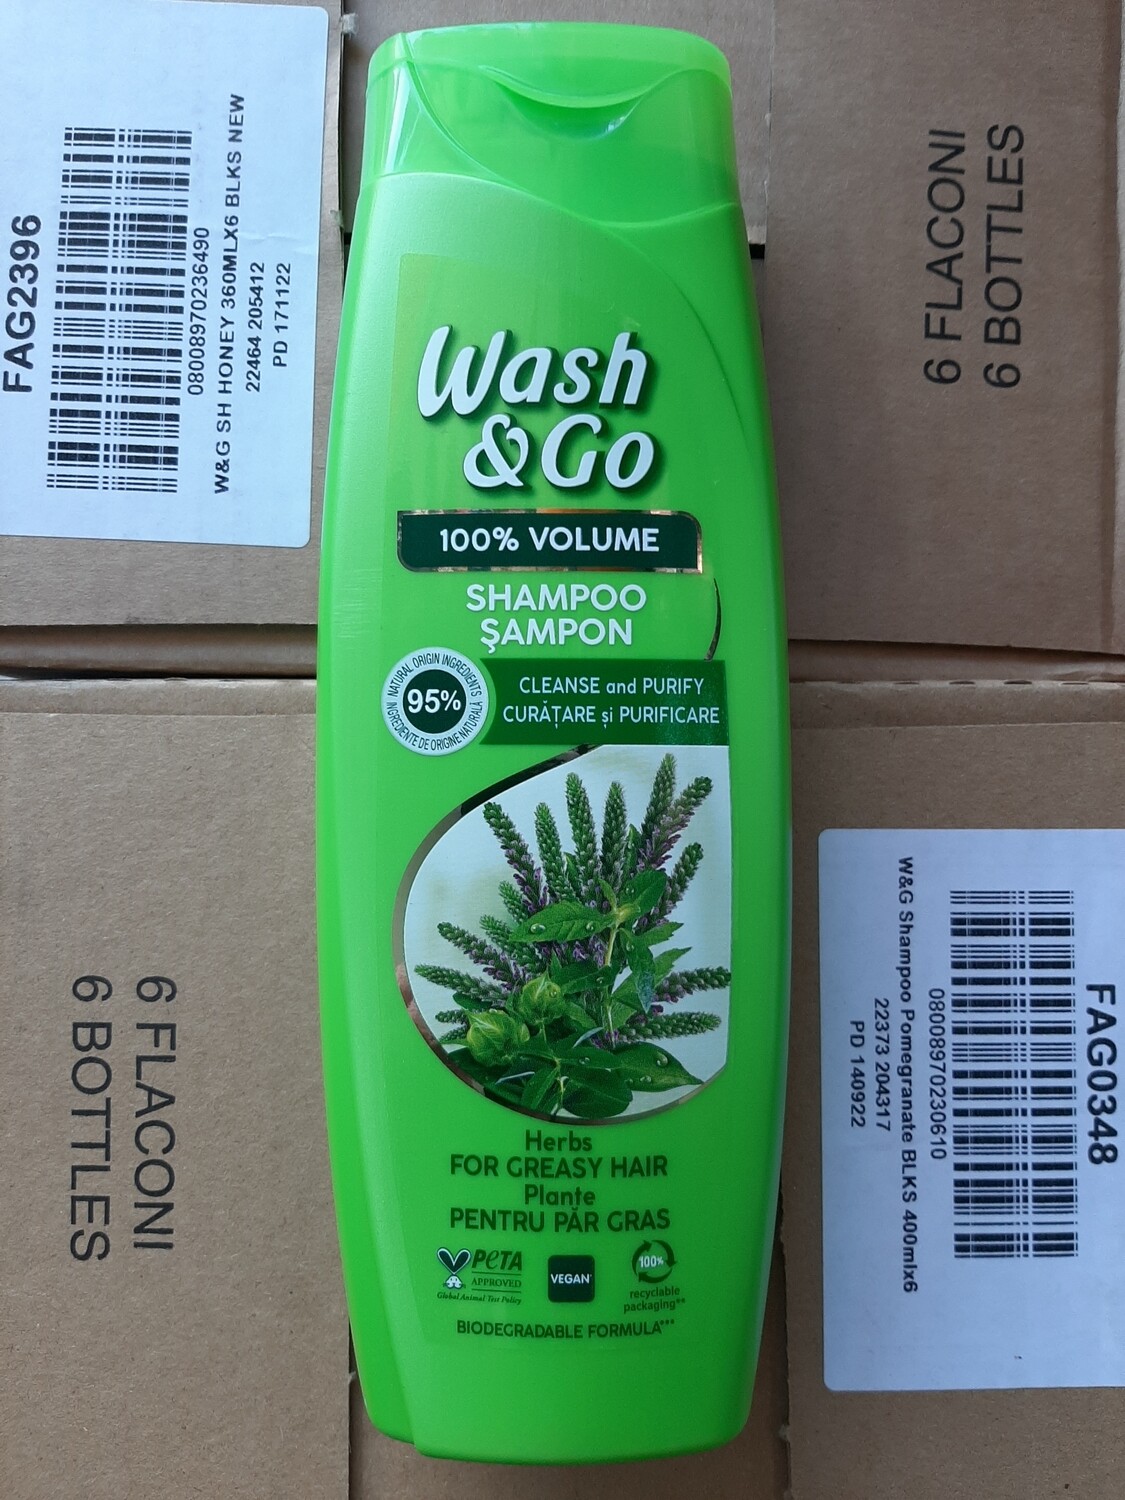 FAG2396
08008970236490
W&G SH HONEY 360MLX6 BLKS NEW
22464 205412
PD 171122
6 FLACONI
6 BOTTLES
Wash
&Go
100% VOLUME
SHAMPOO
ŞAMPON
NATURAL ORIGIN INGREDIENTS
95%
INGREDIENTE DE ORIGINE NATURALĂ
CLEANSE and PURIFY
CURĂȚARE și PURIFICARE
Herbs
FOR GREASY HAIR
Plante
PENTRU PĂR GRAS
PeTA
APPROVED
Global Animal Test Policy
VEGAN
100%
recyclable
packaging**
BIODEGRADABLE FORMULA***
6 FLACONI
6 BOTTLES
FAG0348
08008970230610
W&G Shampoo Pomegranate BLKS 400mlx6
22373 204317
PD 140922